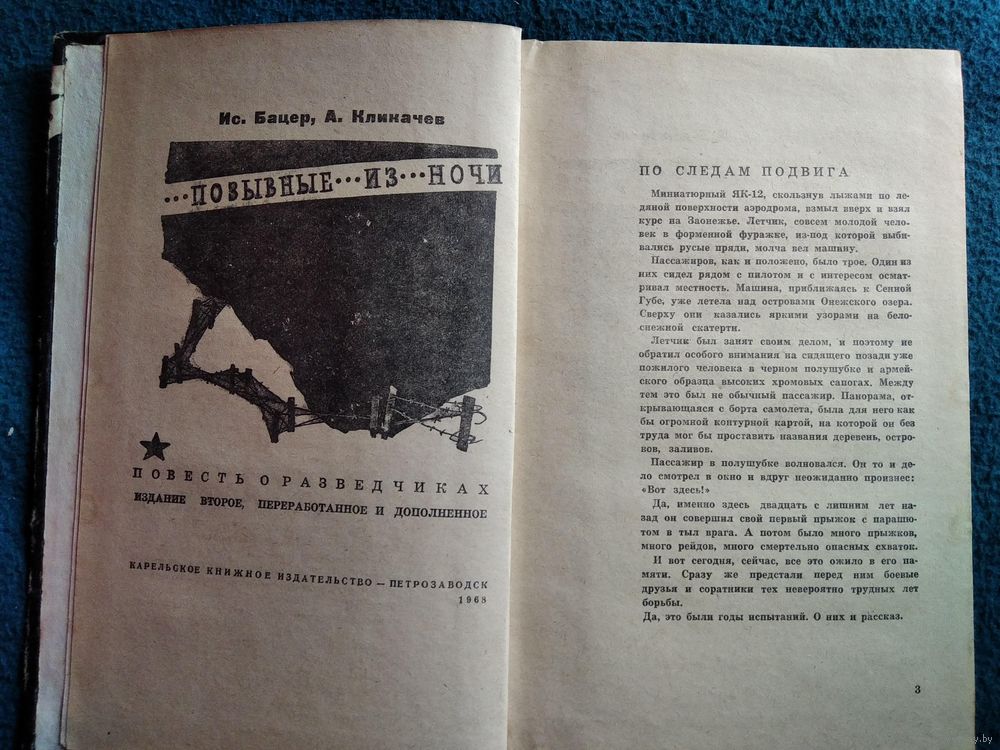 Ис. Бацер, А. Кликачев
...ПОЗЫВНЫЕ...ИЗ...НОЧИ
ПОВЕСТЬ О РАЗВЕДЧИКАХ
ИЗДАНИЕ ВТОРОЕ, ПЕРЕРАБОТАННОЕ И ДОПОЛНЕННОЕ
КАРЕЛЬСКОЕ КНИЖНОЕ ИЗДАТЕЛЬСТВО — ПЕТРОЗАВОДСК
1968
ПО СЛЕДАМ ПОДВИГА
Миниатюрный ЯК-12, скользнув лыжами по ле-
дяной поверхности аэродрома, взмыл вверх и взял
курс на Заонежье. Летчик, совсем молодой чело-
век в форменной фуражке, из-под которой выби-
вались русые пряди, молча вел машину.
Пассажиров, как и положено, было трое. Один из
них сидел рядом с пилотом и с интересом осмат-
ривал местность. Машина, приближаясь к Сенной
Губе, уже летела над островами Онежского озера.
Сверху они казались яркими узорами на бело-
снежной скатерти.
Летчик был занят своим делом, и поэтому не
обратил особого внимания на сидящего позади уже
пожилого человека в черном полушубке и армей-
ского образца высоких хромовых сапогах. Между
тем это был не обычный пассажир. Панорама, от-
крывающаяся с борта самолета, была для него как
бы огромной контурной картой, на которой он без
труда мог бы проставить названия деревень, остро-
вов, заливов.
Пассажир в полушубке волновался. Он то и де-
ло смотрел в окно и вдруг неожиданно произнес:
«Вот здесь!»
Да, именно здесь двадцать с лишним лет на-
зад он совершил свой первый прыжок с парашю-
том в тыл врага. А потом было много прыжков,
много рейдов, много смертельно опасных схваток.
И вот сегодня, сейчас, все это ожило в его па-
мяти. Сразу же предстали перед ним боевые
друзья и соратники тех невероятно трудных лет
борьбы.
Да, это были годы испытаний. О них и рассказ.
3